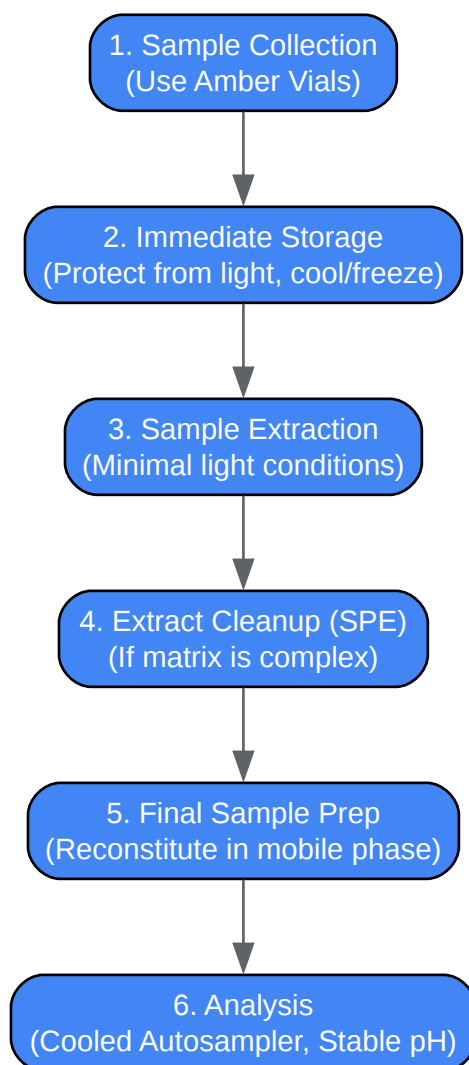 1. Sample Collection
(Use Amber Vials)
2. Immediate Storage
(Protect from light, cool/freeze)
3. Sample Extraction
(Minimal light conditions)
4. Extract Cleanup (SPE)
(If matrix is complex)
5. Final Sample Prep
(Reconstitute in mobile phase)
6. Analysis
(Cooled Autosampler, Stable pH)